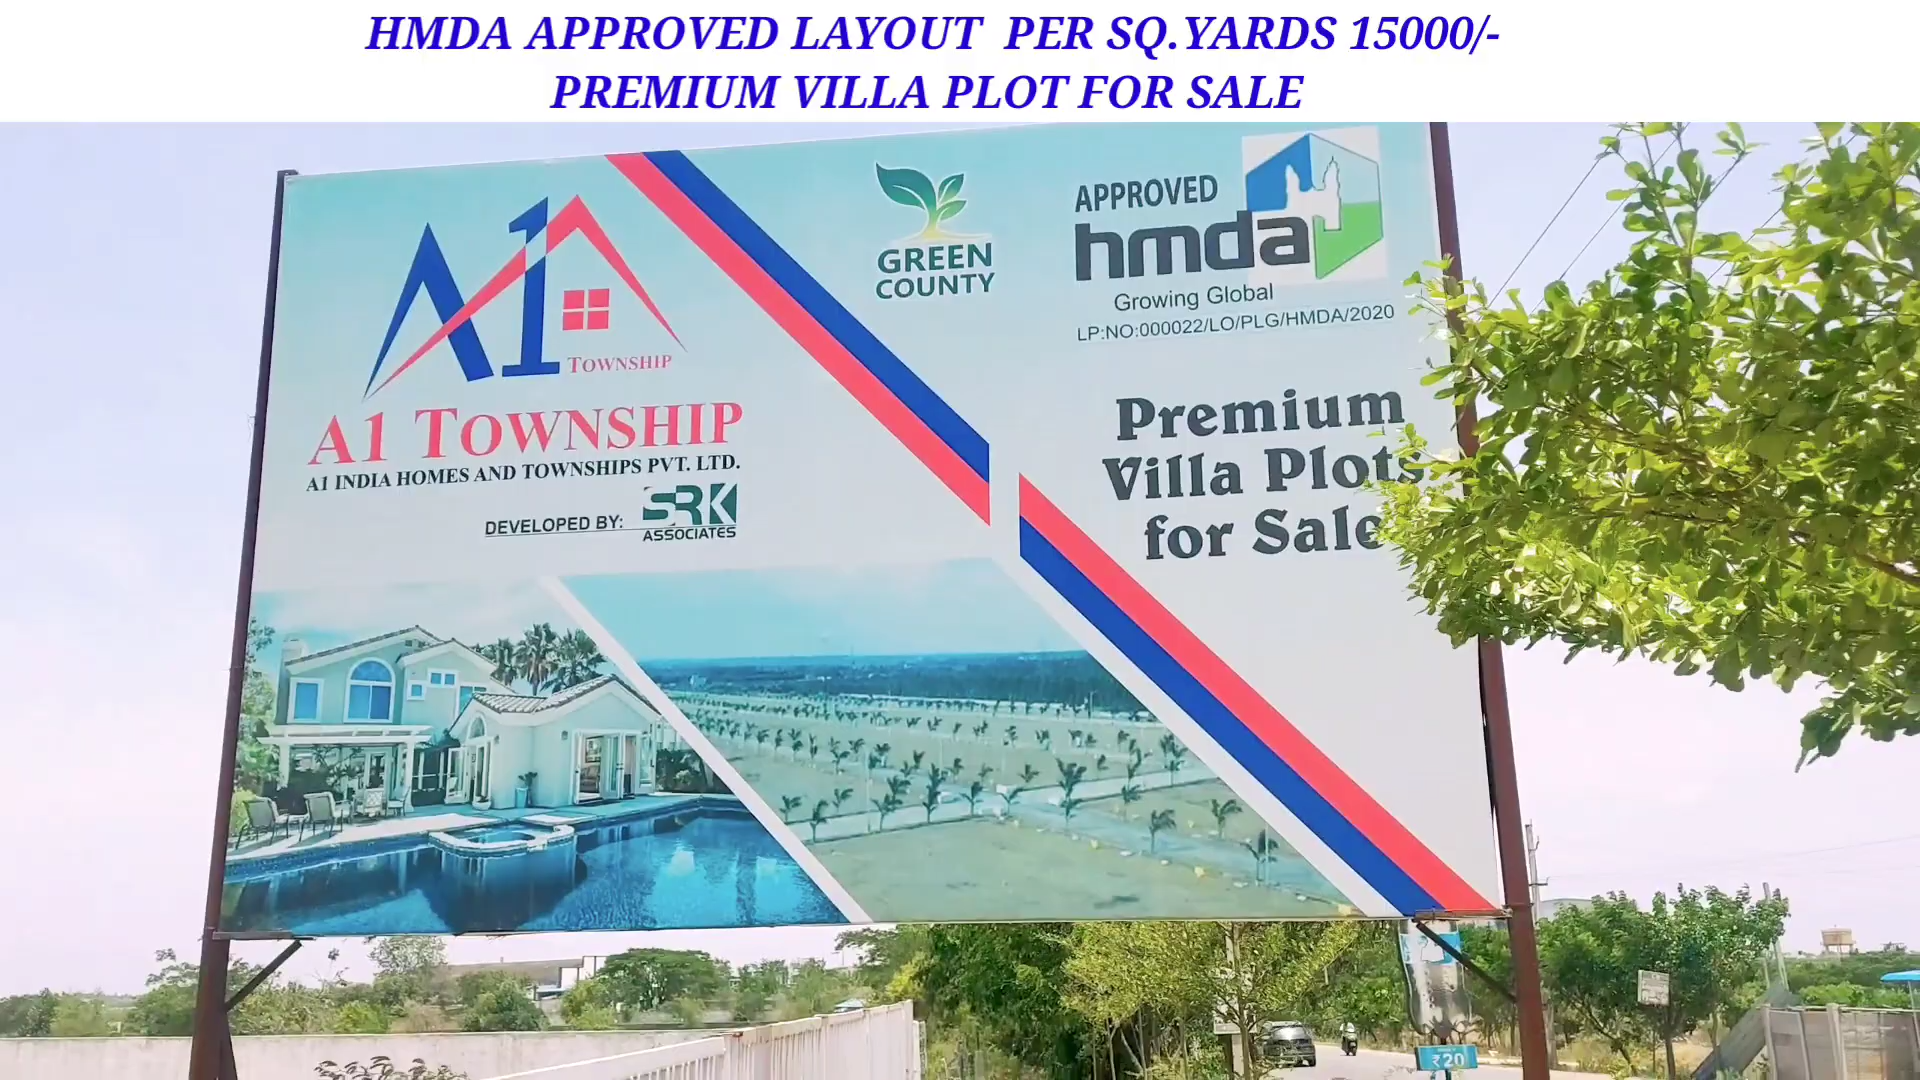 HMDA APPROVED LAYOUT PER SQ.YARDS 15000/-
PREMIUM VILLA PLOT FOR SALE
A1
TOWNSHIP
A1 TOWNSHIP
A1 INDIA HOMES AND TOWNSHIPS PVT. LTD.
DEVELOPED BY: SRK
ASSOCIATES
GREEN
COUNTY
APPROVED
hmda
Growing Global
LP:NO:000022/LO/PLG/HMDA/2020
Premium
Villa Plots
for Sale
₹20